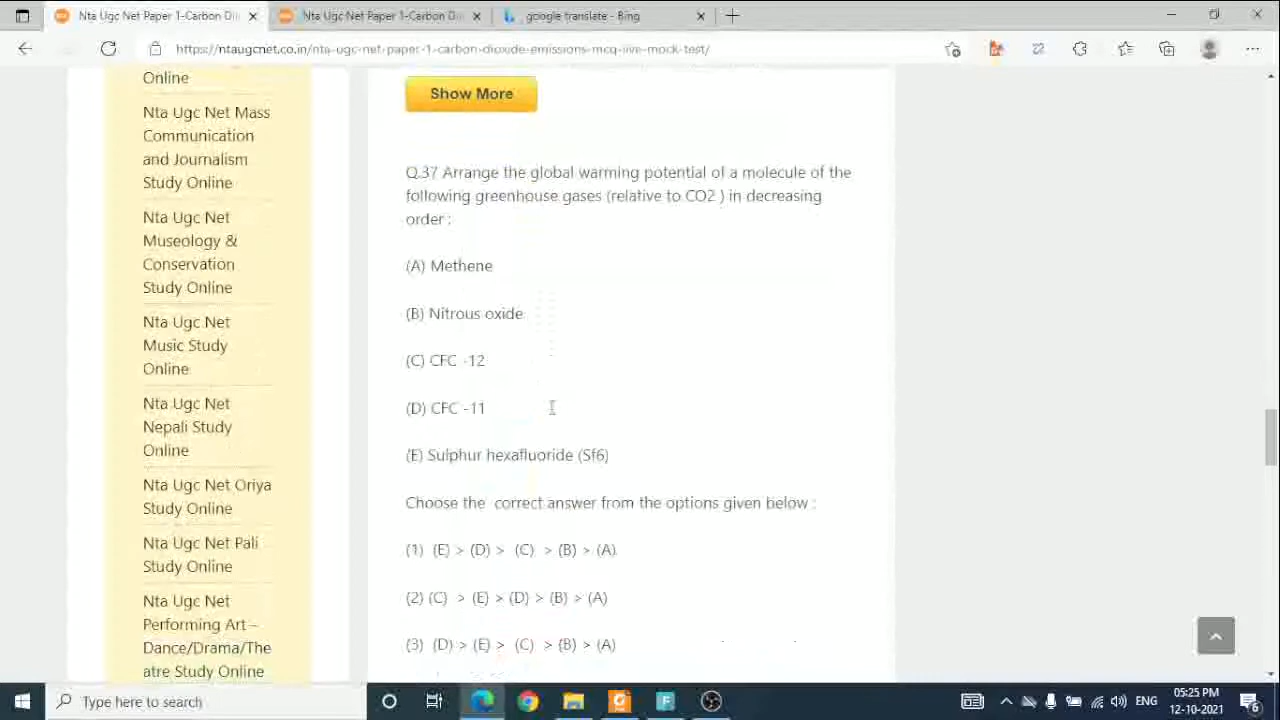 Nta Ugc Net Paper 1-Carbon Dio
Nta Ugc Net Paper 1-Carbon Dio
google translate - Bing
https://ntaugcnet.co.in/nta-ugc-net-paper-1-carbon-dioxide-emissions-mcq-live-mock-test/
Online
Nta Ugc Net Mass
Communication
and Journalism
Study Online
Nta Ugc Net
Museology &
Conservation
Study Online
Nta Ugc Net
Music Study
Online
Nta Ugc Net
Nepali Study
Online
Nta Ugc Net Oriya
Study Online
Nta Ugc Net Pali
Study Online
Nta Ugc Net
Performing Art –
Dance/Drama/The
atre Study Online
Show More
Q.37 Arrange the global warming potential of a molecule of the
following greenhouse gases (relative to CO2 ) in decreasing
order :
(A) Methene
(B) Nitrous oxide
(C) CFC -12
(D) CFC -11
(E) Sulphur hexafluoride (Sf6)
Choose the correct answer from the options given below :
(1) (E) > (D) > (C) > (B) > (A)
(2) (C) > (E) > (D) > (B) > (A)
(3) (D) > (E) > (C) > (B) > (A)
Type here to search
ENG
05:25 PM
12-10-2021
6